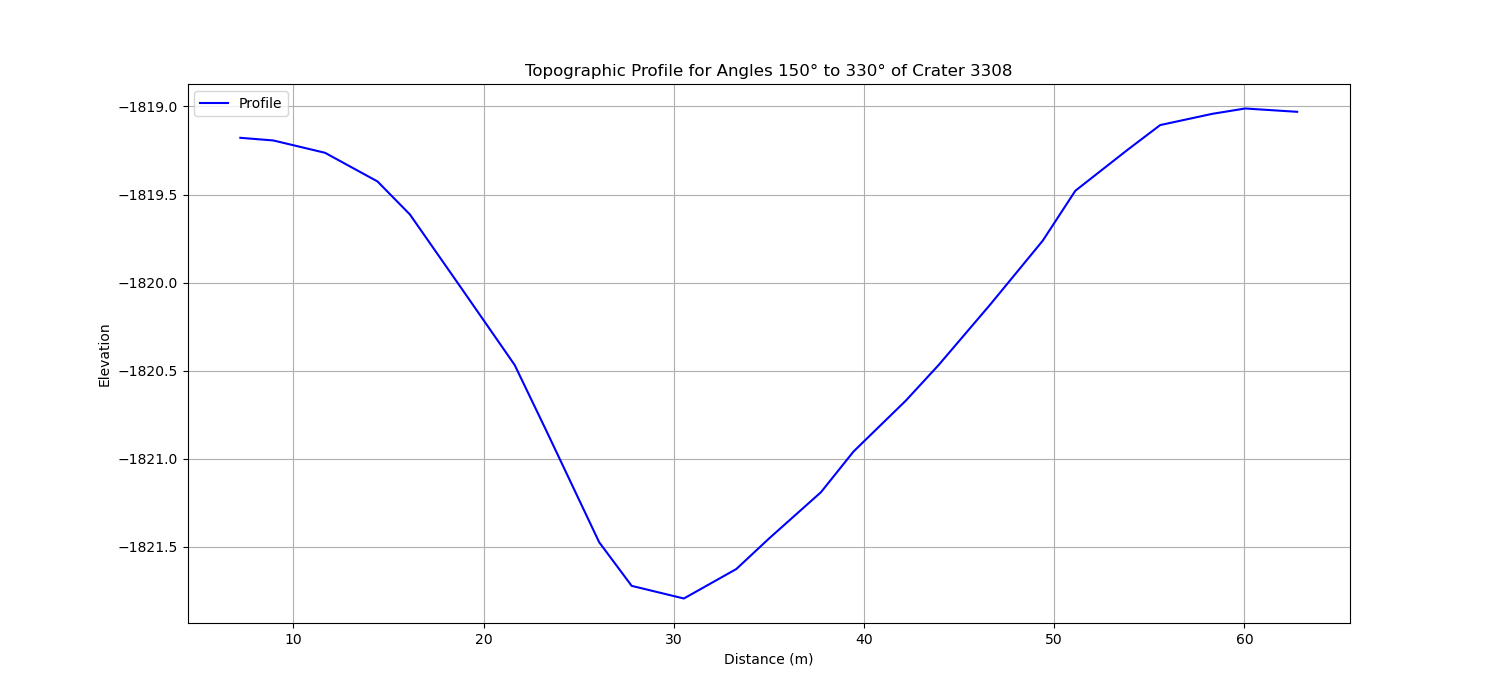 Topographic Profile for Angles 150° to 330° of Crater 3308
Profile
−1819.0
−1819.5
−1820.0
−1820.5
−1821.0
−1821.5
Elevation
10 20 30 40 50 60
Distance (m)